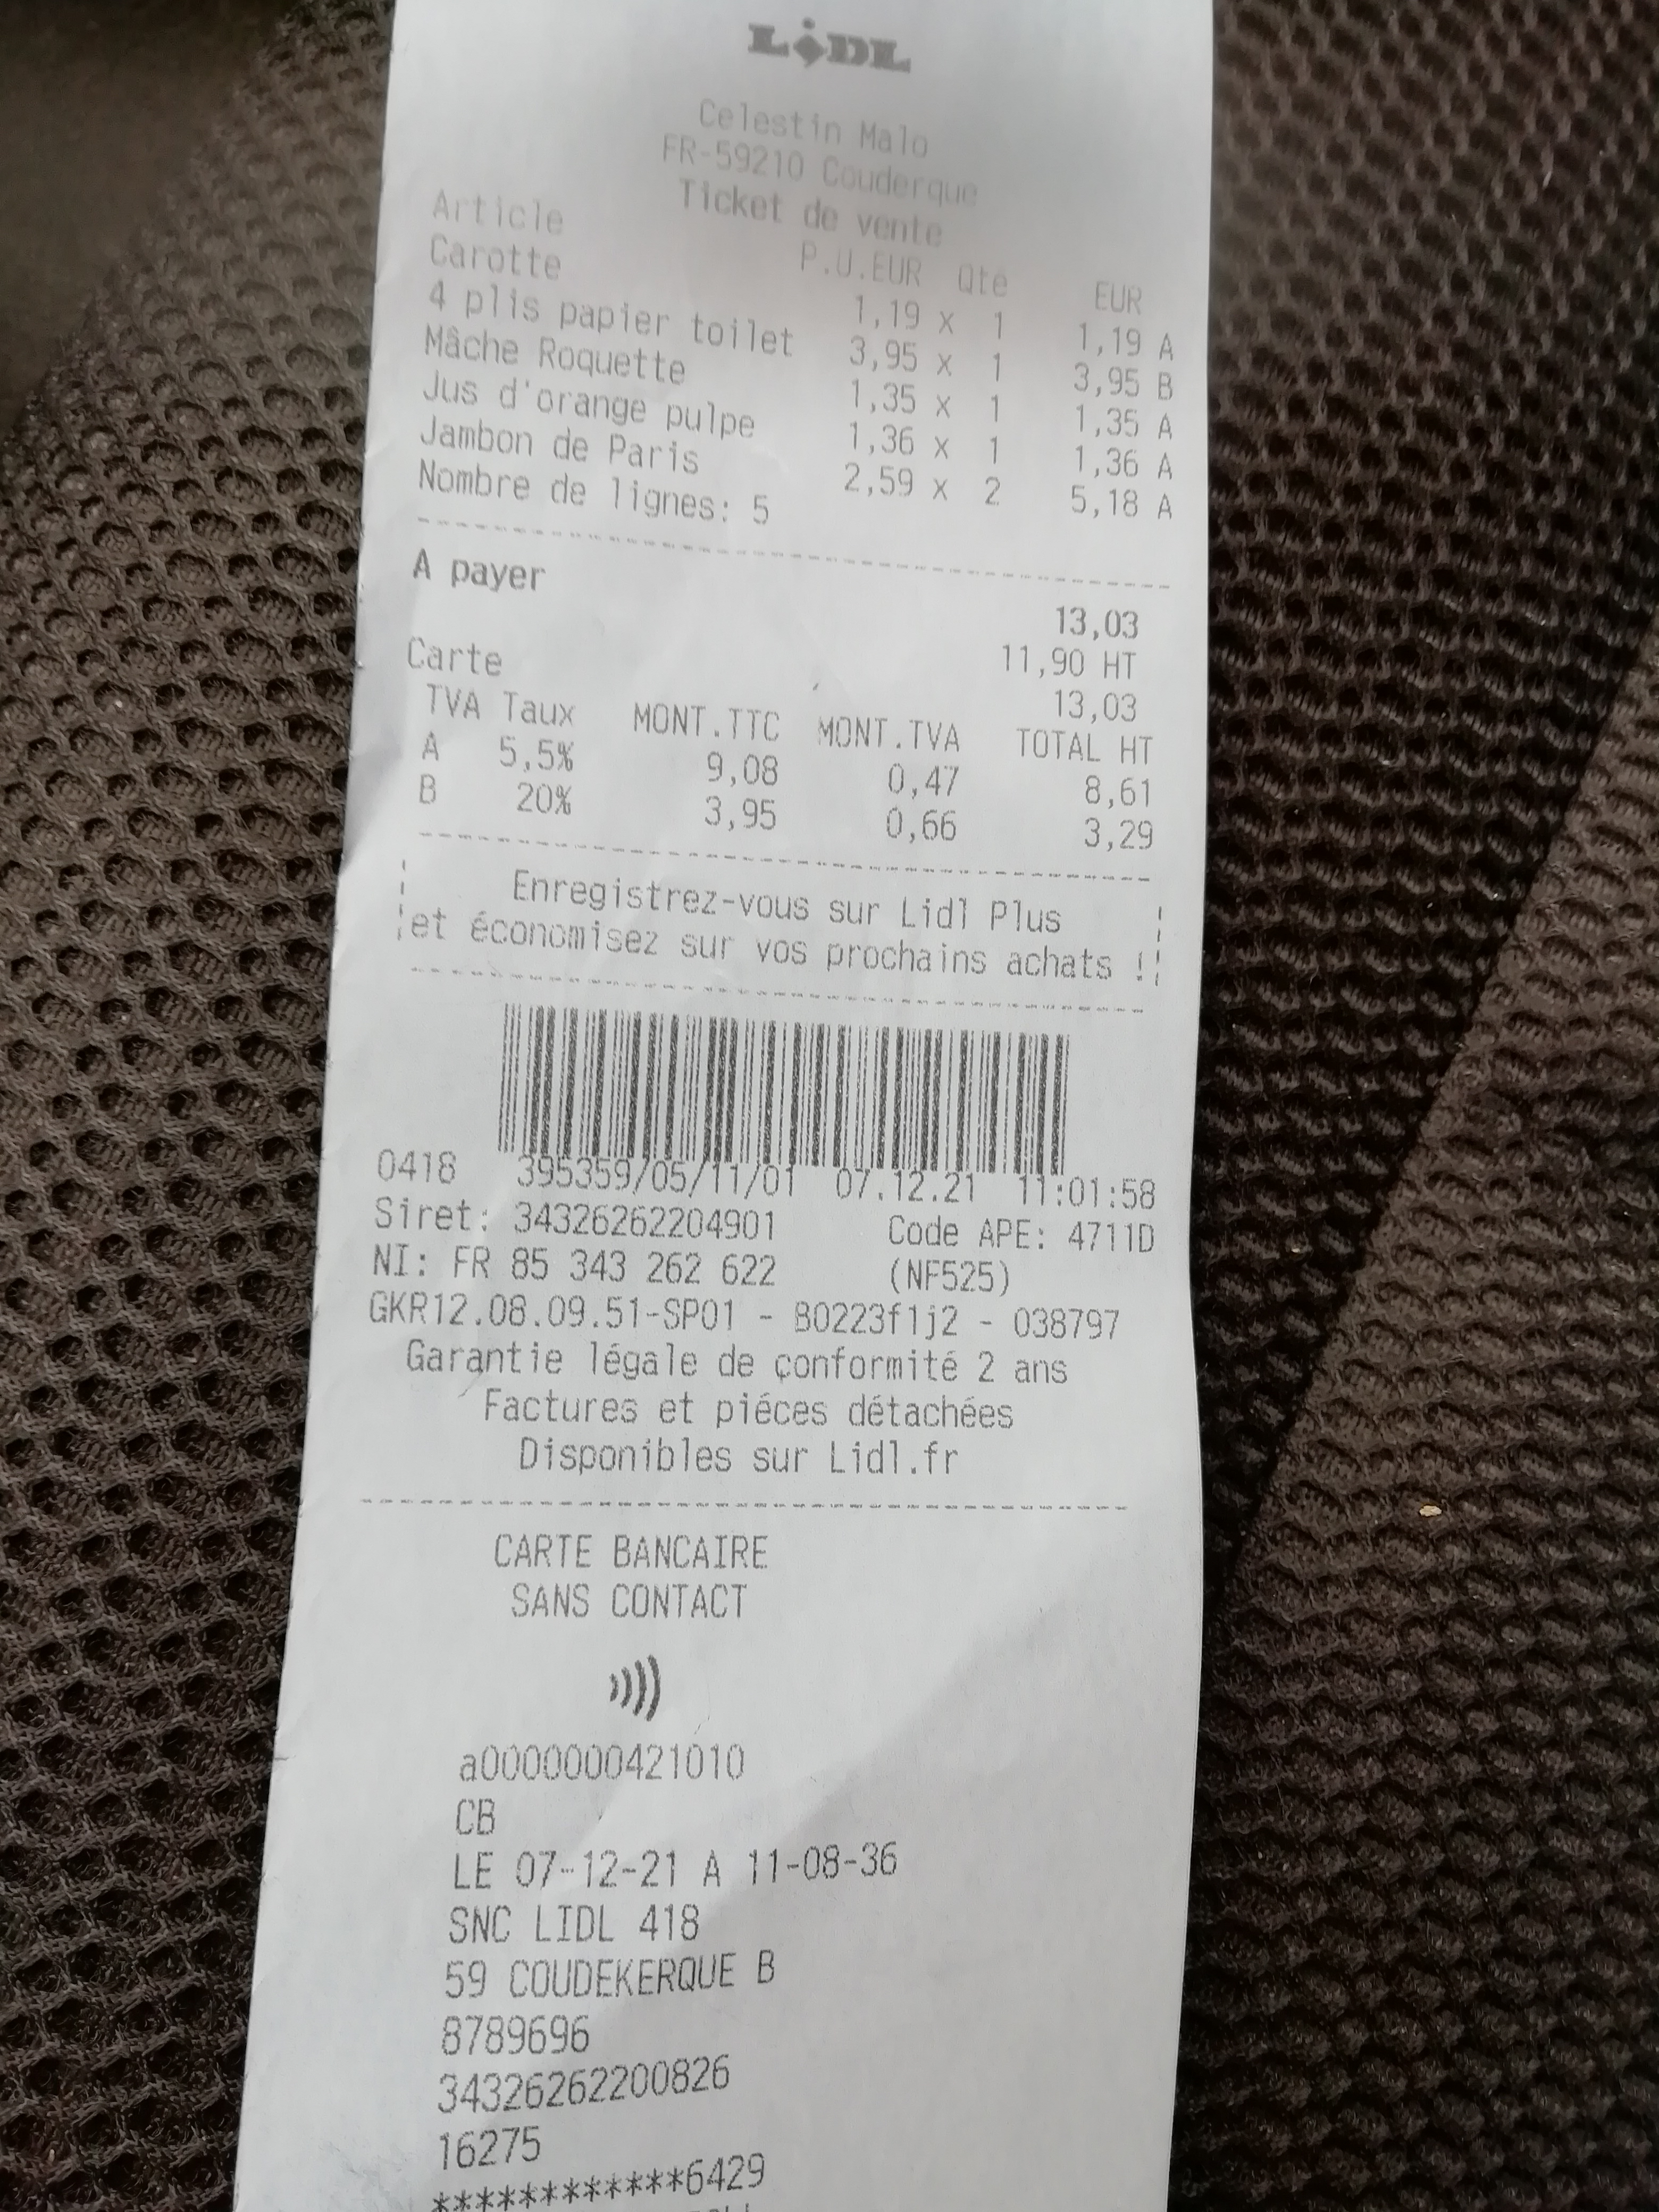 LiDL
Celestin Malo
FR-59210 Couderque
Ticket de vente
Article P.U.EUR Qté EUR
Carotte 1,19 x 1 1,19 A
4 plis papier toilet 3,95 x 1 3,95 B
Mâche Roquette 1,35 x 1 1,35 A
Jus d'orange pulpe 1,36 x 1 1,36 A
Jambon de Paris 2,59 x 2 5,18 A
Nombre de lignes: 5
A payer 13,03
11,90 HT
Carte 13,03
TVA Taux MONT.TTC MONT.TVA TOTAL HT
A 5,5% 9,08 0,47 8,61
B 20% 3,95 0,66 3,29
Enregistrez-vous sur Lidl Plus
et économisez sur vos prochains achats !
0418 395359/05/11/01 07.12.21 11:01:58
Siret: 34326262204901 Code APE: 4711D
NI: FR 85 343 262 622 (NF525)
GKR12.08.09.51-SP01 - B0223f1j2 - 038797
Garantie légale de conformité 2 ans
Factures et piéces détachées
Disponibles sur Lidl.fr
CARTE BANCAIRE
SANS CONTACT
a0000000421010
CB
LE 07-12-21 A 11-08-36
SNC LIDL 418
59 COUDEKERQUE B
8789696
34326262200826
16275
************6429